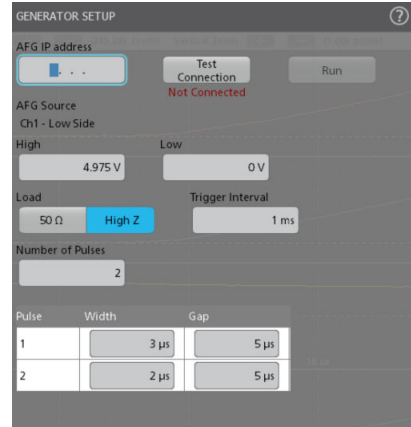 GENERATOR SETUP
AFG IP address
. . .
Test
Connection
Run
Not Connected
AFG Source
Ch1 - Low Side
High Low
4.975 V 0 V
Load Trigger Interval
50 Ω High Z 1 ms
Number of Pulses
2
Pulse Width Gap
1 3 µs 5 µs
2 2 µs 5 µs